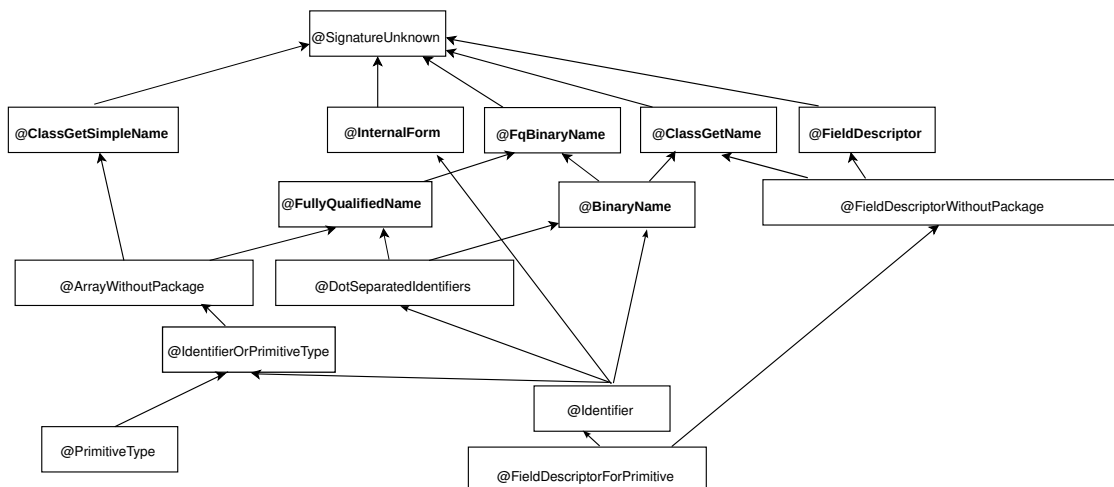 @SignatureUnknown
@ClassGetSimpleName
@InternalForm
@FqBinaryName
@ClassGetName
@FieldDescriptor
@FullyQualifiedName
@BinaryName
@FieldDescriptorWithoutPackage
@ArrayWithoutPackage
@DotSeparatedIdentifiers
@IdentifierOrPrimitiveType
@Identifier
@PrimitiveType
@FieldDescriptorForPrimitive